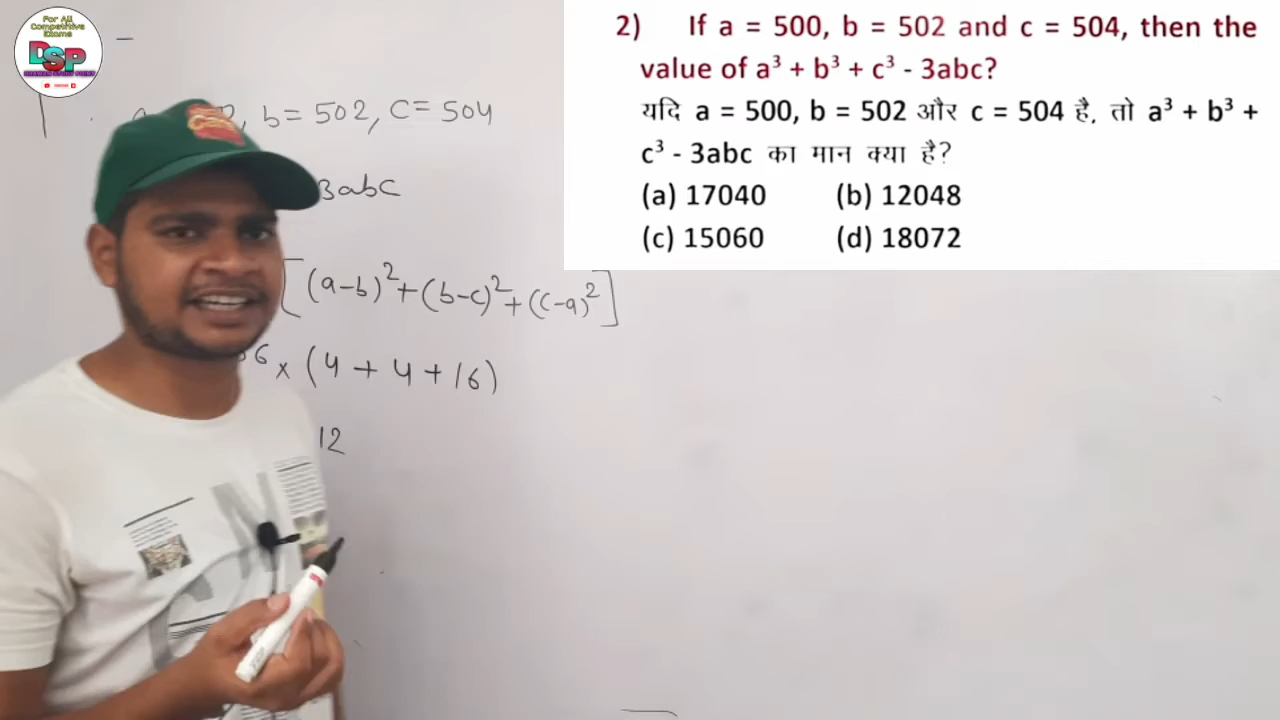 For All
Competitive
Exams
DSP
2) If a = 500, b = 502 and c = 504, then the
value of a³ + b³ + c³ - 3abc?
यदि a = 500, b = 502 और c = 504 है, तो a³ + b³ +
c³ - 3abc का मान क्या है?
(a) 17040 (b) 12048
(c) 15060 (d) 18072
b = 502, c = 504
3abc
[(a-b)² + (b-c)² + (c-a)²]
6 × (4 + 4 + 16)
12